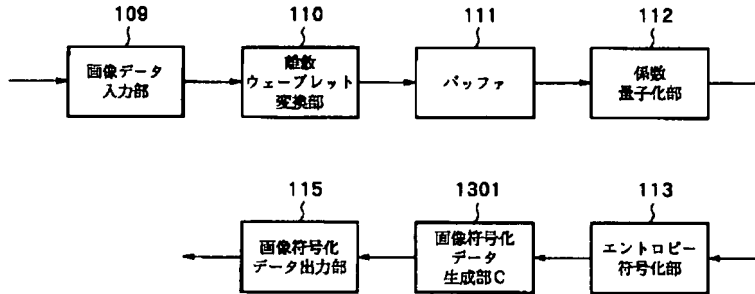 109
画像データ
入力部
110
離散
ウェーブレット
変換部
111
バッファ
112
係数
量子化部
115
画像符号化
データ出力部
1301
画像符号化
データ
生成部C
113
エントロピー
符号化部